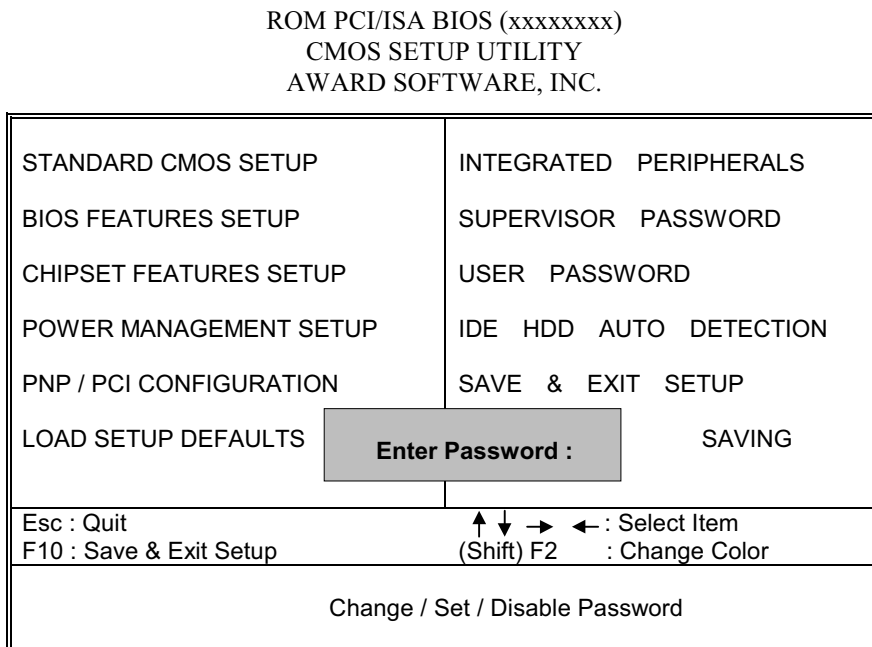 ROM PCI/ISA BIOS (xxxxxxxx)
CMOS SETUP UTILITY
AWARD SOFTWARE, INC.
STANDARD CMOS SETUP
BIOS FEATURES SETUP
CHIPSET FEATURES SETUP
POWER MANAGEMENT SETUP
PNP / PCI CONFIGURATION
LOAD SETUP DEFAULTS
INTEGRATED PERIPHERALS
SUPERVISOR PASSWORD
USER PASSWORD
IDE HDD AUTO DETECTION
SAVE & EXIT SETUP
SAVING
Enter Password :
Esc : Quit
F10 : Save & Exit Setup
↑ ↓ → ← : Select Item
(Shift) F2 : Change Color
Change / Set / Disable Password